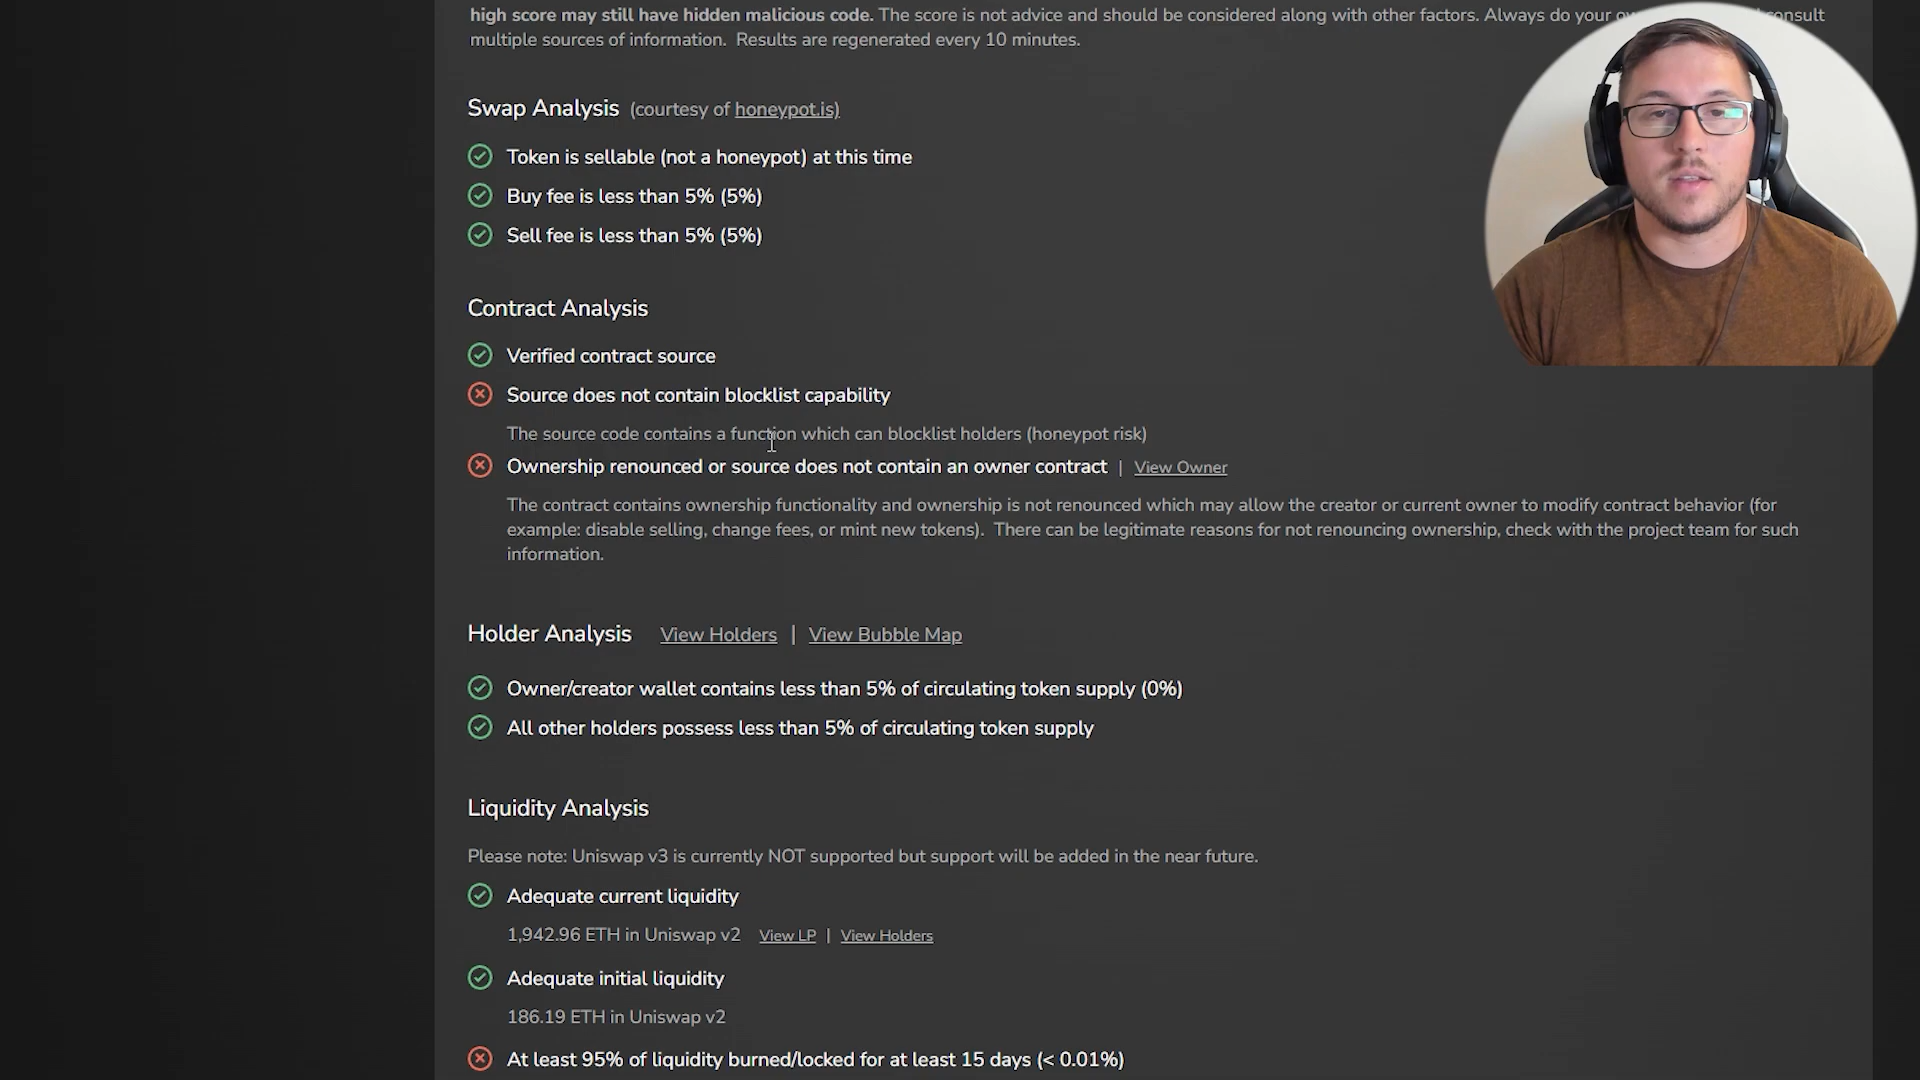 high score may still have hidden malicious code. The score is not advice and should be considered along with other factors. Always do your consult
multiple sources of information. Results are regenerated every 10 minutes.
Swap Analysis (courtesy of honeypot.is)
Token is sellable (not a honeypot) at this time
Buy fee is less than 5% (5%)
Sell fee is less than 5% (5%)
Contract Analysis
Verified contract source
Source does not contain blocklist capability
The source code contains a function which can blocklist holders (honeypot risk)
Ownership renounced or source does not contain an owner contract | View Owner
The contract contains ownership functionality and ownership is not renounced which may allow the creator or current owner to modify contract behavior (for
example: disable selling, change fees, or mint new tokens). There can be legitimate reasons for not renouncing ownership, check with the project team for such
information.
Holder Analysis View Holders | View Bubble Map
Owner/creator wallet contains less than 5% of circulating token supply (0%)
All other holders possess less than 5% of circulating token supply
Liquidity Analysis
Please note: Uniswap v3 is currently NOT supported but support will be added in the near future.
Adequate current liquidity
1,942.96 ETH in Uniswap v2 View LP | View Holders
Adequate initial liquidity
186.19 ETH in Uniswap v2
At least 95% of liquidity burned/locked for at least 15 days (< 0.01%)